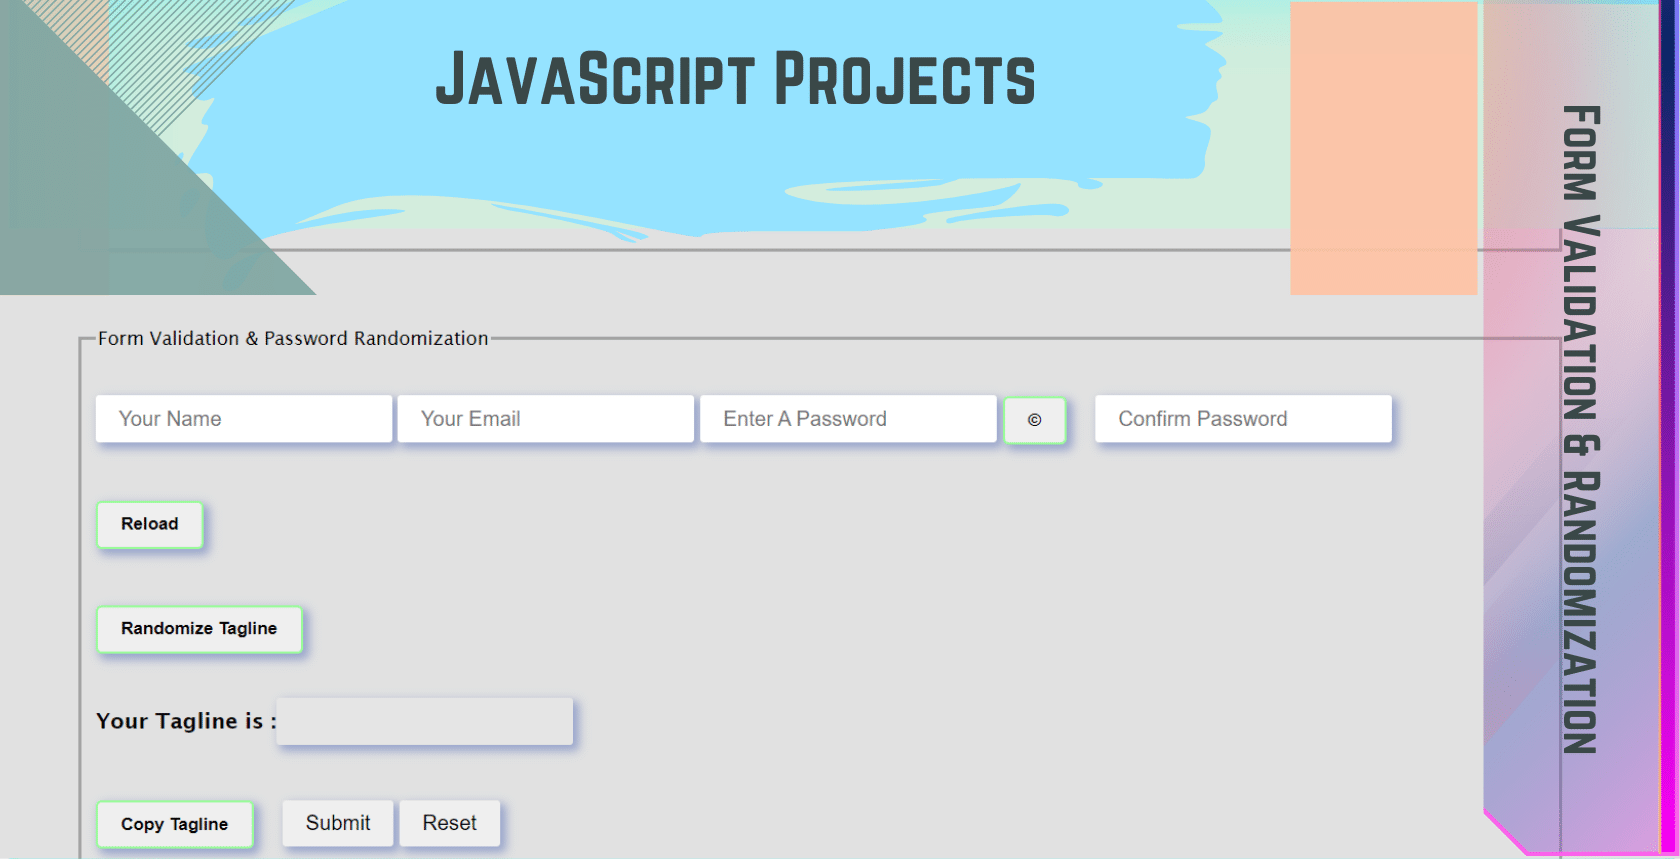 JavaScript Projects
Form Validation & Randomization
Form Validation & Password Randomization
Your Name
Your Email
Enter A Password
©
Confirm Password
Reload
Randomize Tagline
Your Tagline is :
Copy Tagline
Submit
Reset